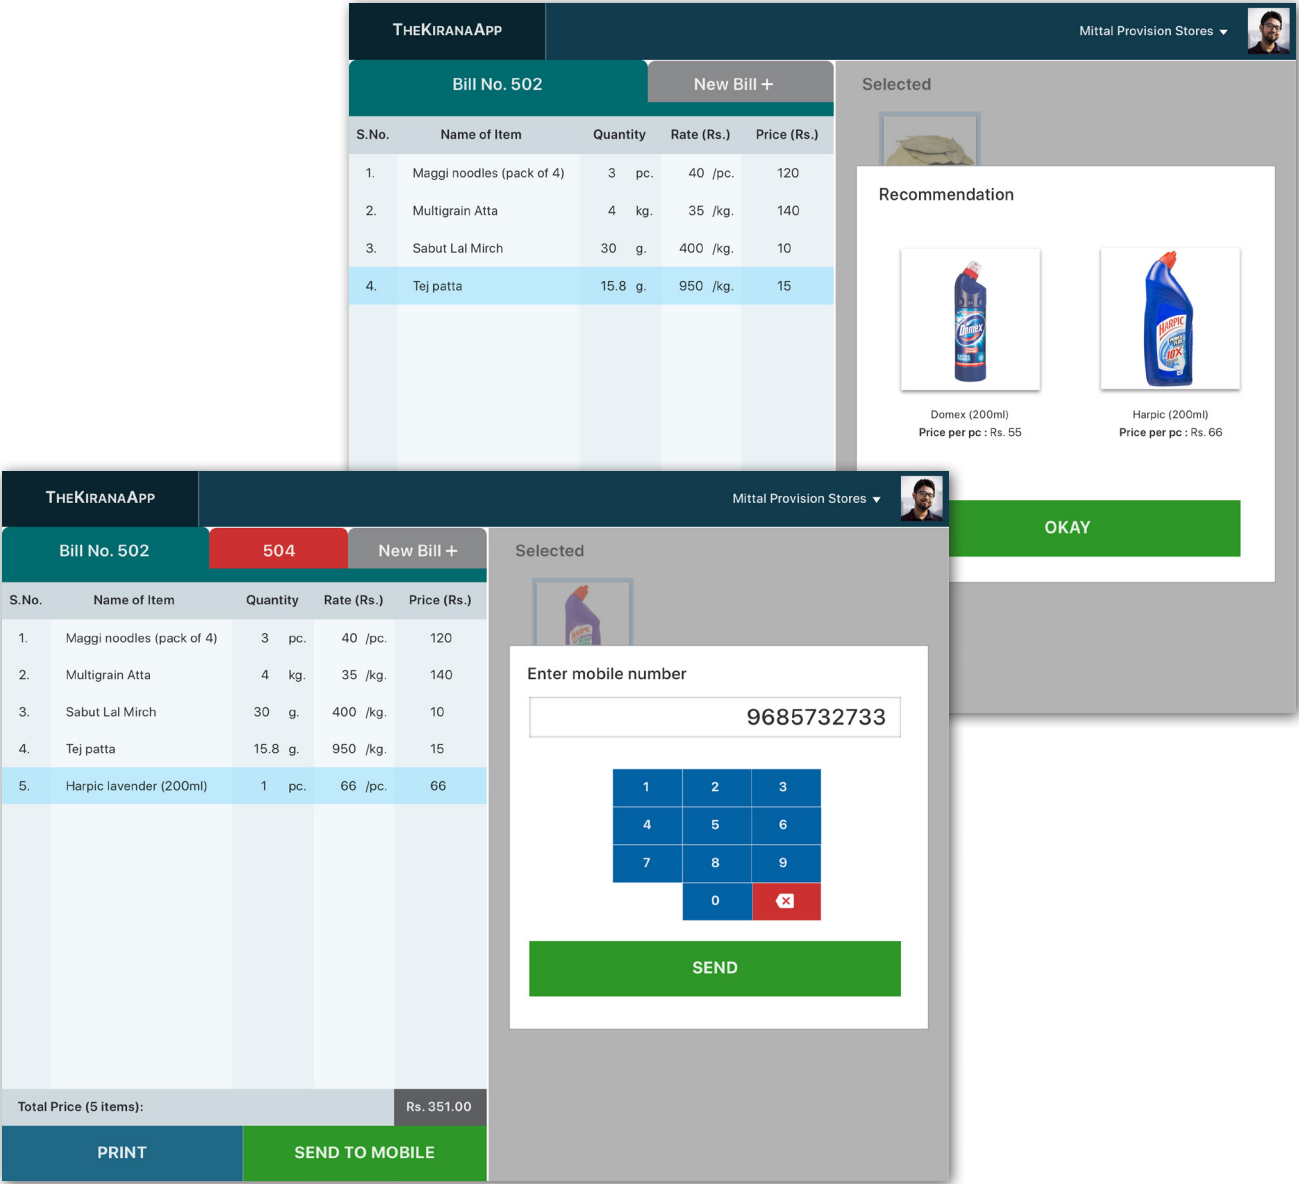 THEKIRANAAPP
Mittal Provision Stores
Bill No. 502
New Bill +
Selected
S.No. Name of Item Quantity Rate (Rs.) Price (Rs.)
1. Maggi noodles (pack of 4) 3 pc. 40 /pc. 120
2. Multigrain Atta 4 kg. 35 /kg. 140
3. Sabut Lal Mirch 30 g. 400 /kg. 10
4. Tej patta 15.8 g. 950 /kg. 15
Recommendation
Domex
HARPIC
10X
Domex (200ml)
Price per pc : Rs. 55
Harpic (200ml)
Price per pc : Rs. 66
OKAY
THEKIRANAAPP
Mittal Provision Stores
Bill No. 502
504
New Bill +
Selected
S.No. Name of Item Quantity Rate (Rs.) Price (Rs.)
1. Maggi noodles (pack of 4) 3 pc. 40 /pc. 120
2. Multigrain Atta 4 kg. 35 /kg. 140
3. Sabut Lal Mirch 30 g. 400 /kg. 10
4. Tej patta 15.8 g. 950 /kg. 15
5. Harpic lavender (200ml) 1 pc. 66 /pc. 66
HARPIC
Enter mobile number
9685732733
1 2 3
4 5 6
7 8 9
0
SEND
Total Price (5 items): Rs. 351.00
PRINT
SEND TO MOBILE